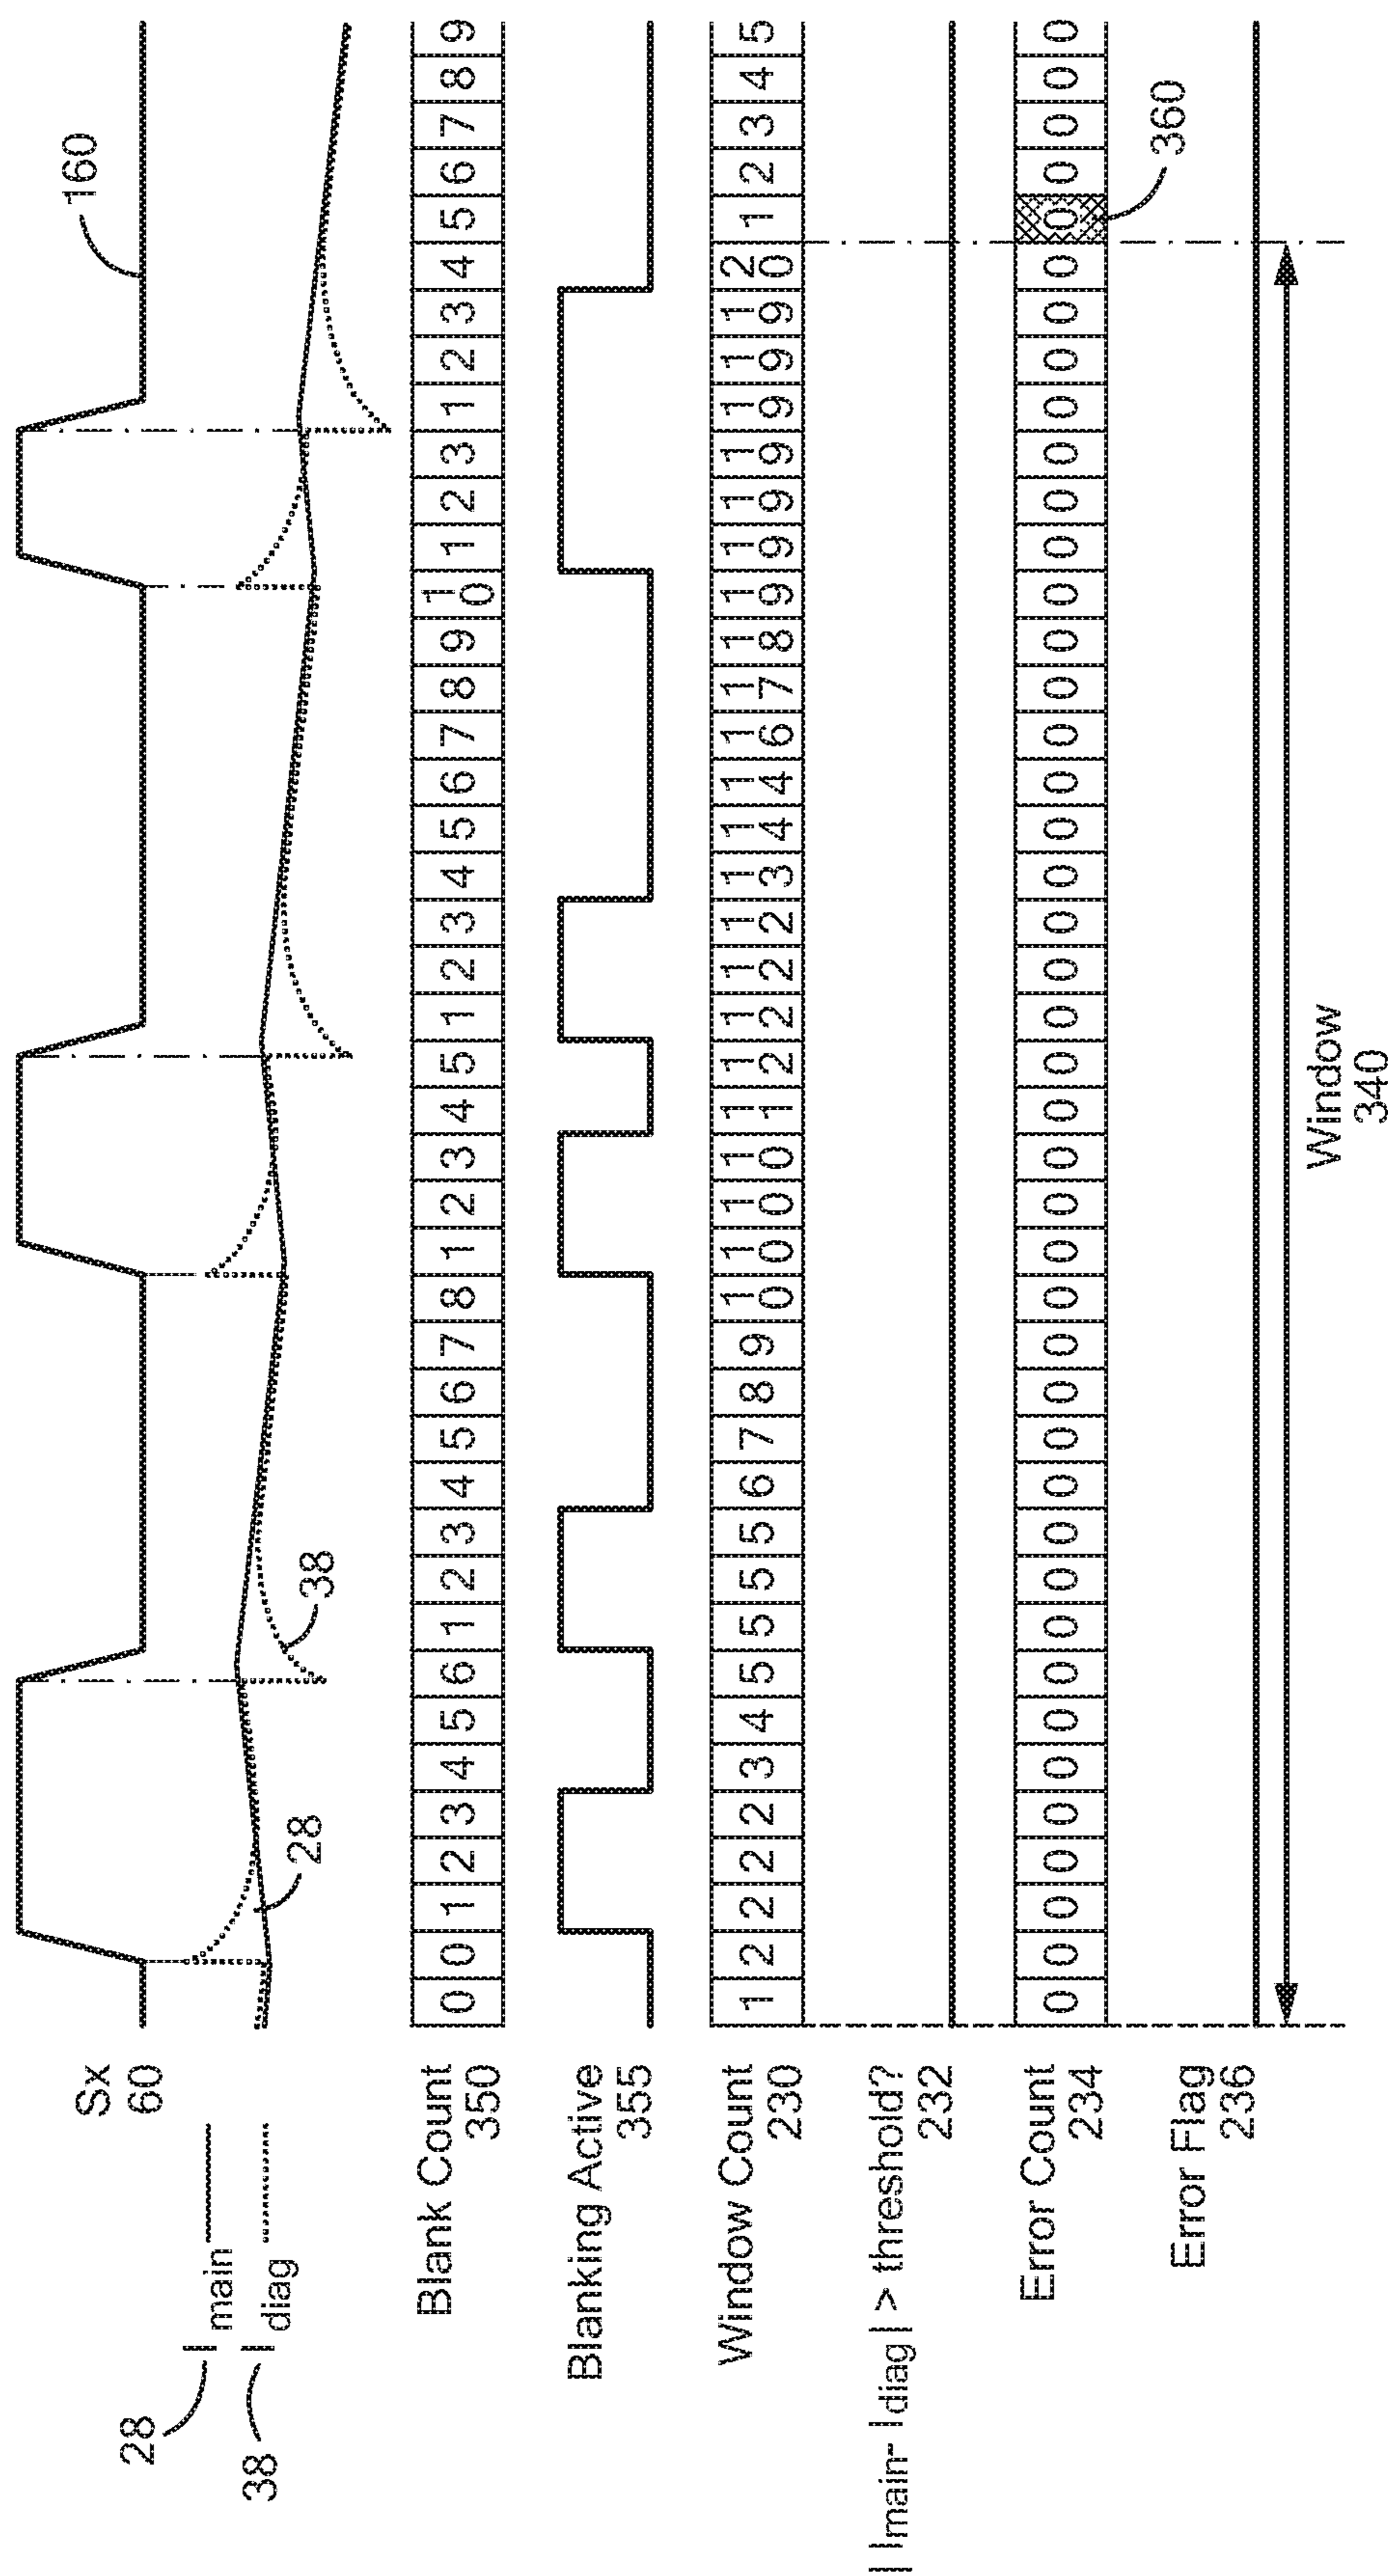 160
Sx
60
28
I main
38
I diag
28
38
Blank Count
350
0 0 1 2 3 4 5 6 1 2 3 4 5 6 7 8 1 2 3 4 5 1 2 3 4 5 6 7 8 9 10 1 2 3 1 2 3 4 5 6 7 8 9
Blanking Active
355
Window Count
230
1 2 2 2 2 3 4 5 5 5 5 6 7 8 9 10 10 10 10 11 12 12 12 12 13 14 14 16 17 18 19 19 19 19 19 19 19 20 1 2 3 4 5
| Imain- Idiag | > threshold?
232
Error Count
234
0 0 0 0 0 0 0 0 0 0 0 0 0 0 0 0 0 0 0 0 0 0 0 0 0 0 0 0 0 0 0 0 0 0 0 0 0 0 0 0 0 0 0
360
Error Flag
236
Window
340